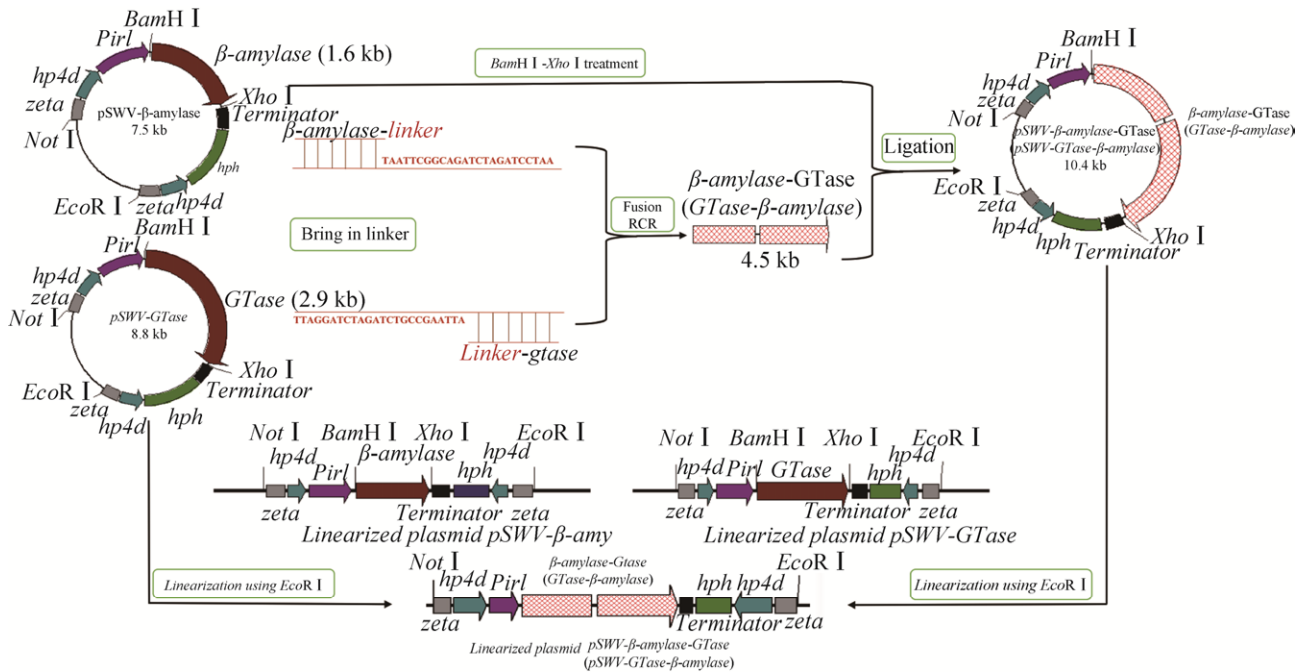 BamH I
Pirl
β-amylase (1.6 kb)
hp4d
zeta
Not I
pSWV-β-amylase
7.5 kb
Xho I
Terminator
hph
EcoR I
zeta
hp4d
β-amylase-linker
TAATTCGGCAGATCTAGATCCTAA
BamH I -Xho I treatment
Bring in linker
BamH I
Pirl
hp4d
zeta
Not I
GTase (2.9 kb)
pSWV-GTase
8.8 kb
TTAGGATCTAGATCTGCCGAATTA
Linker-gtase
Xho I
Terminator
EcoR I
zeta
hp4d
hph
Fusion
RCR
β-amylase-GTase
(GTase-β-amylase)
4.5 kb
Ligation
BamH I
Pirl
hp4d
zeta
Not I
pSWV-β-amylase-GTase
(pSWV-GTase-β-amylase)
10.4 kb
β-amylase-GTase
(GTase-β-amylase)
EcoR I
zeta
hp4d
hph
Terminator
Xho I
Not I
BamH I
Xho I
EcoR I
hp4d
Pirl
β-amylase
hph
hp4d
zeta
Terminator
zeta
Linearized plasmid pSWV-β-amy
Not I
BamH I
Xho I
EcoR I
hp4d
Pirl
GTase
hph
hp4d
zeta
Terminator
zeta
Linearized plasmid pSWV-GTase
Linearization using EcoR I
Not I
β-amylase-Gtase
(GTase-β-amylase)
EcoR I
hp4d
Pirl
hph
hp4d
zeta
Terminator
zeta
Linearized plasmid pSWV-β-amylase-GTase
(pSWV-GTase-β-amylase)
Linearization using EcoR I